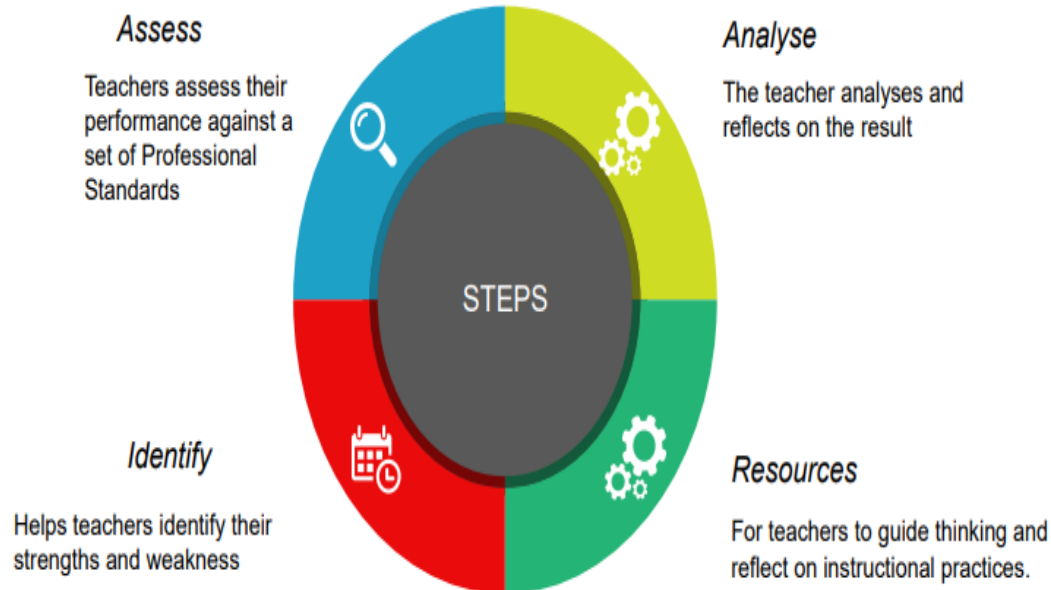 Assess
Teachers assess their
performance against a
set of Professional
Standards
Analyse
The teacher analyses and
reflects on the result
STEPS
Identify
Helps teachers identify their
strengths and weakness
Resources
For teachers to guide thinking and
reflect on instructional practices.